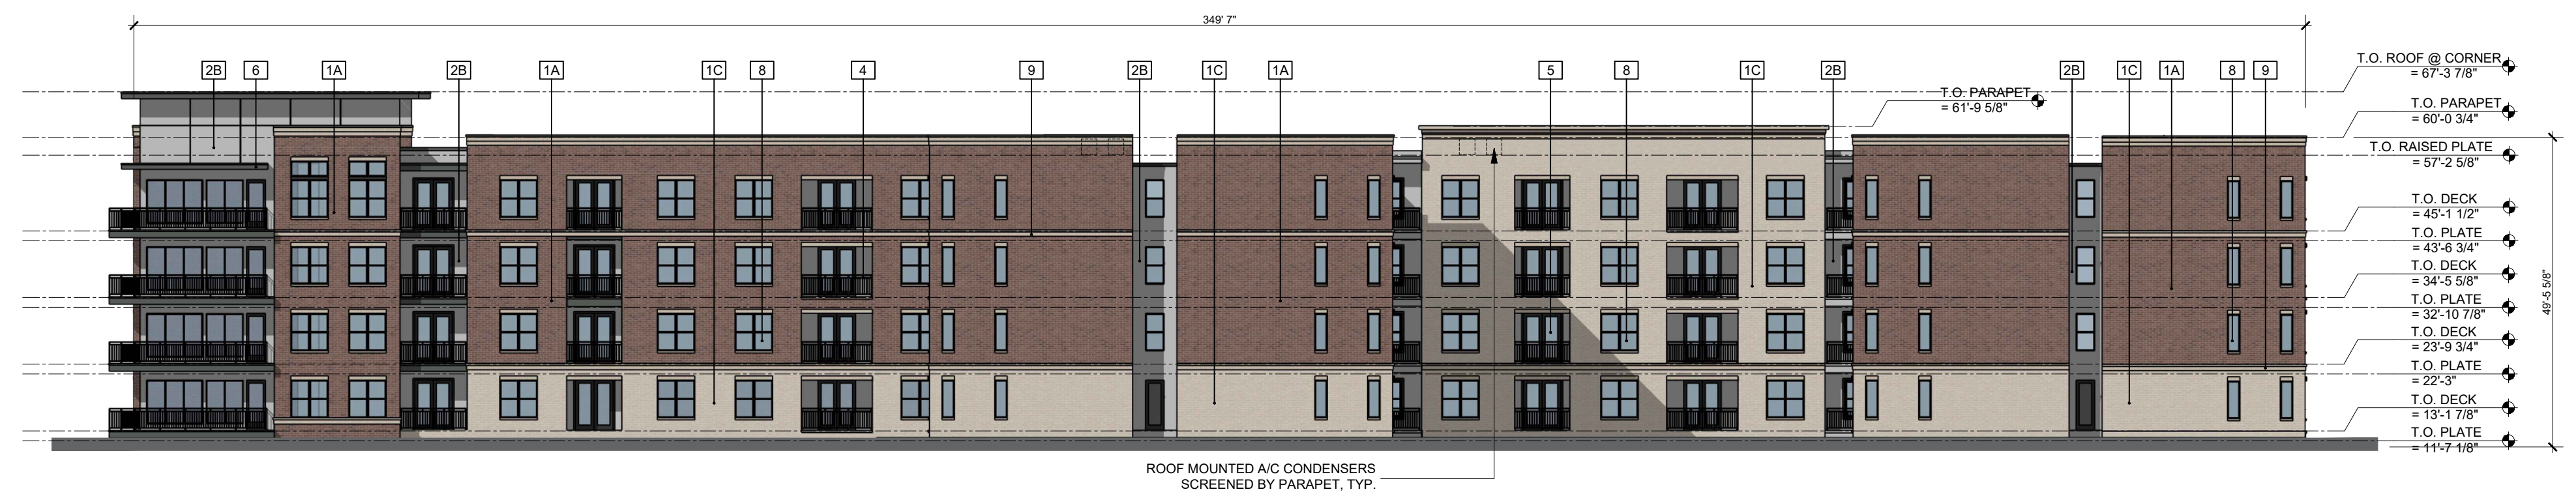 349' 7"
2B 6 1A 2B 1A 1C 8 4 9 2B 1C 1A 5 8 1C 2B 2B 1C 1A 8 9
T.O. ROOF @ CORNER
= 67'-3 7/8"
T.O. PARAPET
= 61'-9 5/8"
T.O. PARAPET
= 60'-0 3/4"
T.O. RAISED PLATE
= 57'-2 5/8"
T.O. DECK
= 45'-1 1/2"
T.O. PLATE
= 43'-6 3/4"
T.O. DECK
= 34'-5 5/8"
T.O. PLATE
= 32'-10 7/8"
T.O. DECK
= 23'-9 3/4"
T.O. PLATE
= 22'-3"
T.O. DECK
= 13'-1 7/8"
T.O. PLATE
= 11'-7 1/8"
49'-5 5/8"
ROOF MOUNTED A/C CONDENSERS
SCREENED BY PARAPET, TYP.